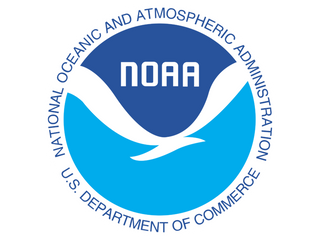 NATIONAL OCEANIC AND ATMOSPHERIC ADMINISTRATION
NOAA
U.S. DEPARTMENT OF COMMERCE